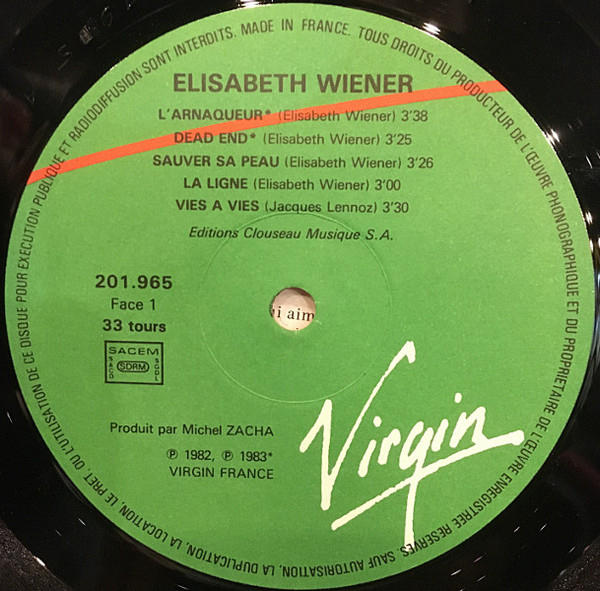 ELISABETH WIENER
L'ARNAQUEUR* (Elisabeth Wiener) 3'38
DEAD END* (Elisabeth Wiener) 3'25
SAUVER SA PEAU (Elisabeth Wiener) 3'26
LA LIGNE (Elisabeth Wiener) 3'00
VIES A VIES (Jacques Lennoz) 3'30
Editions Clouseau Musique S.A.
201.965
Face 1
33 tours
SACEM
SACD
SDRM
SGDL
i aim
Produit par Michel ZACHA
℗ 1982, ℗ 1983*
VIRGIN FRANCE
Virgin
MADE IN FRANCE. TOUS DROITS DU PRODUCTEUR DE L'ŒUVRE PHONOGRAPHIQUE ET DU PROPRIETAIRE DE L'ŒUVRE ENREGISTREE RESERVES. SAUF AUTORISATION, LA DUPLICATION, LA LOCATION, LE PRET, OU L'UTILISATION DE CE DISQUE POUR EXECUTION PUBLIQUE ET RADIODIFFUSION SONT INTERDITS.